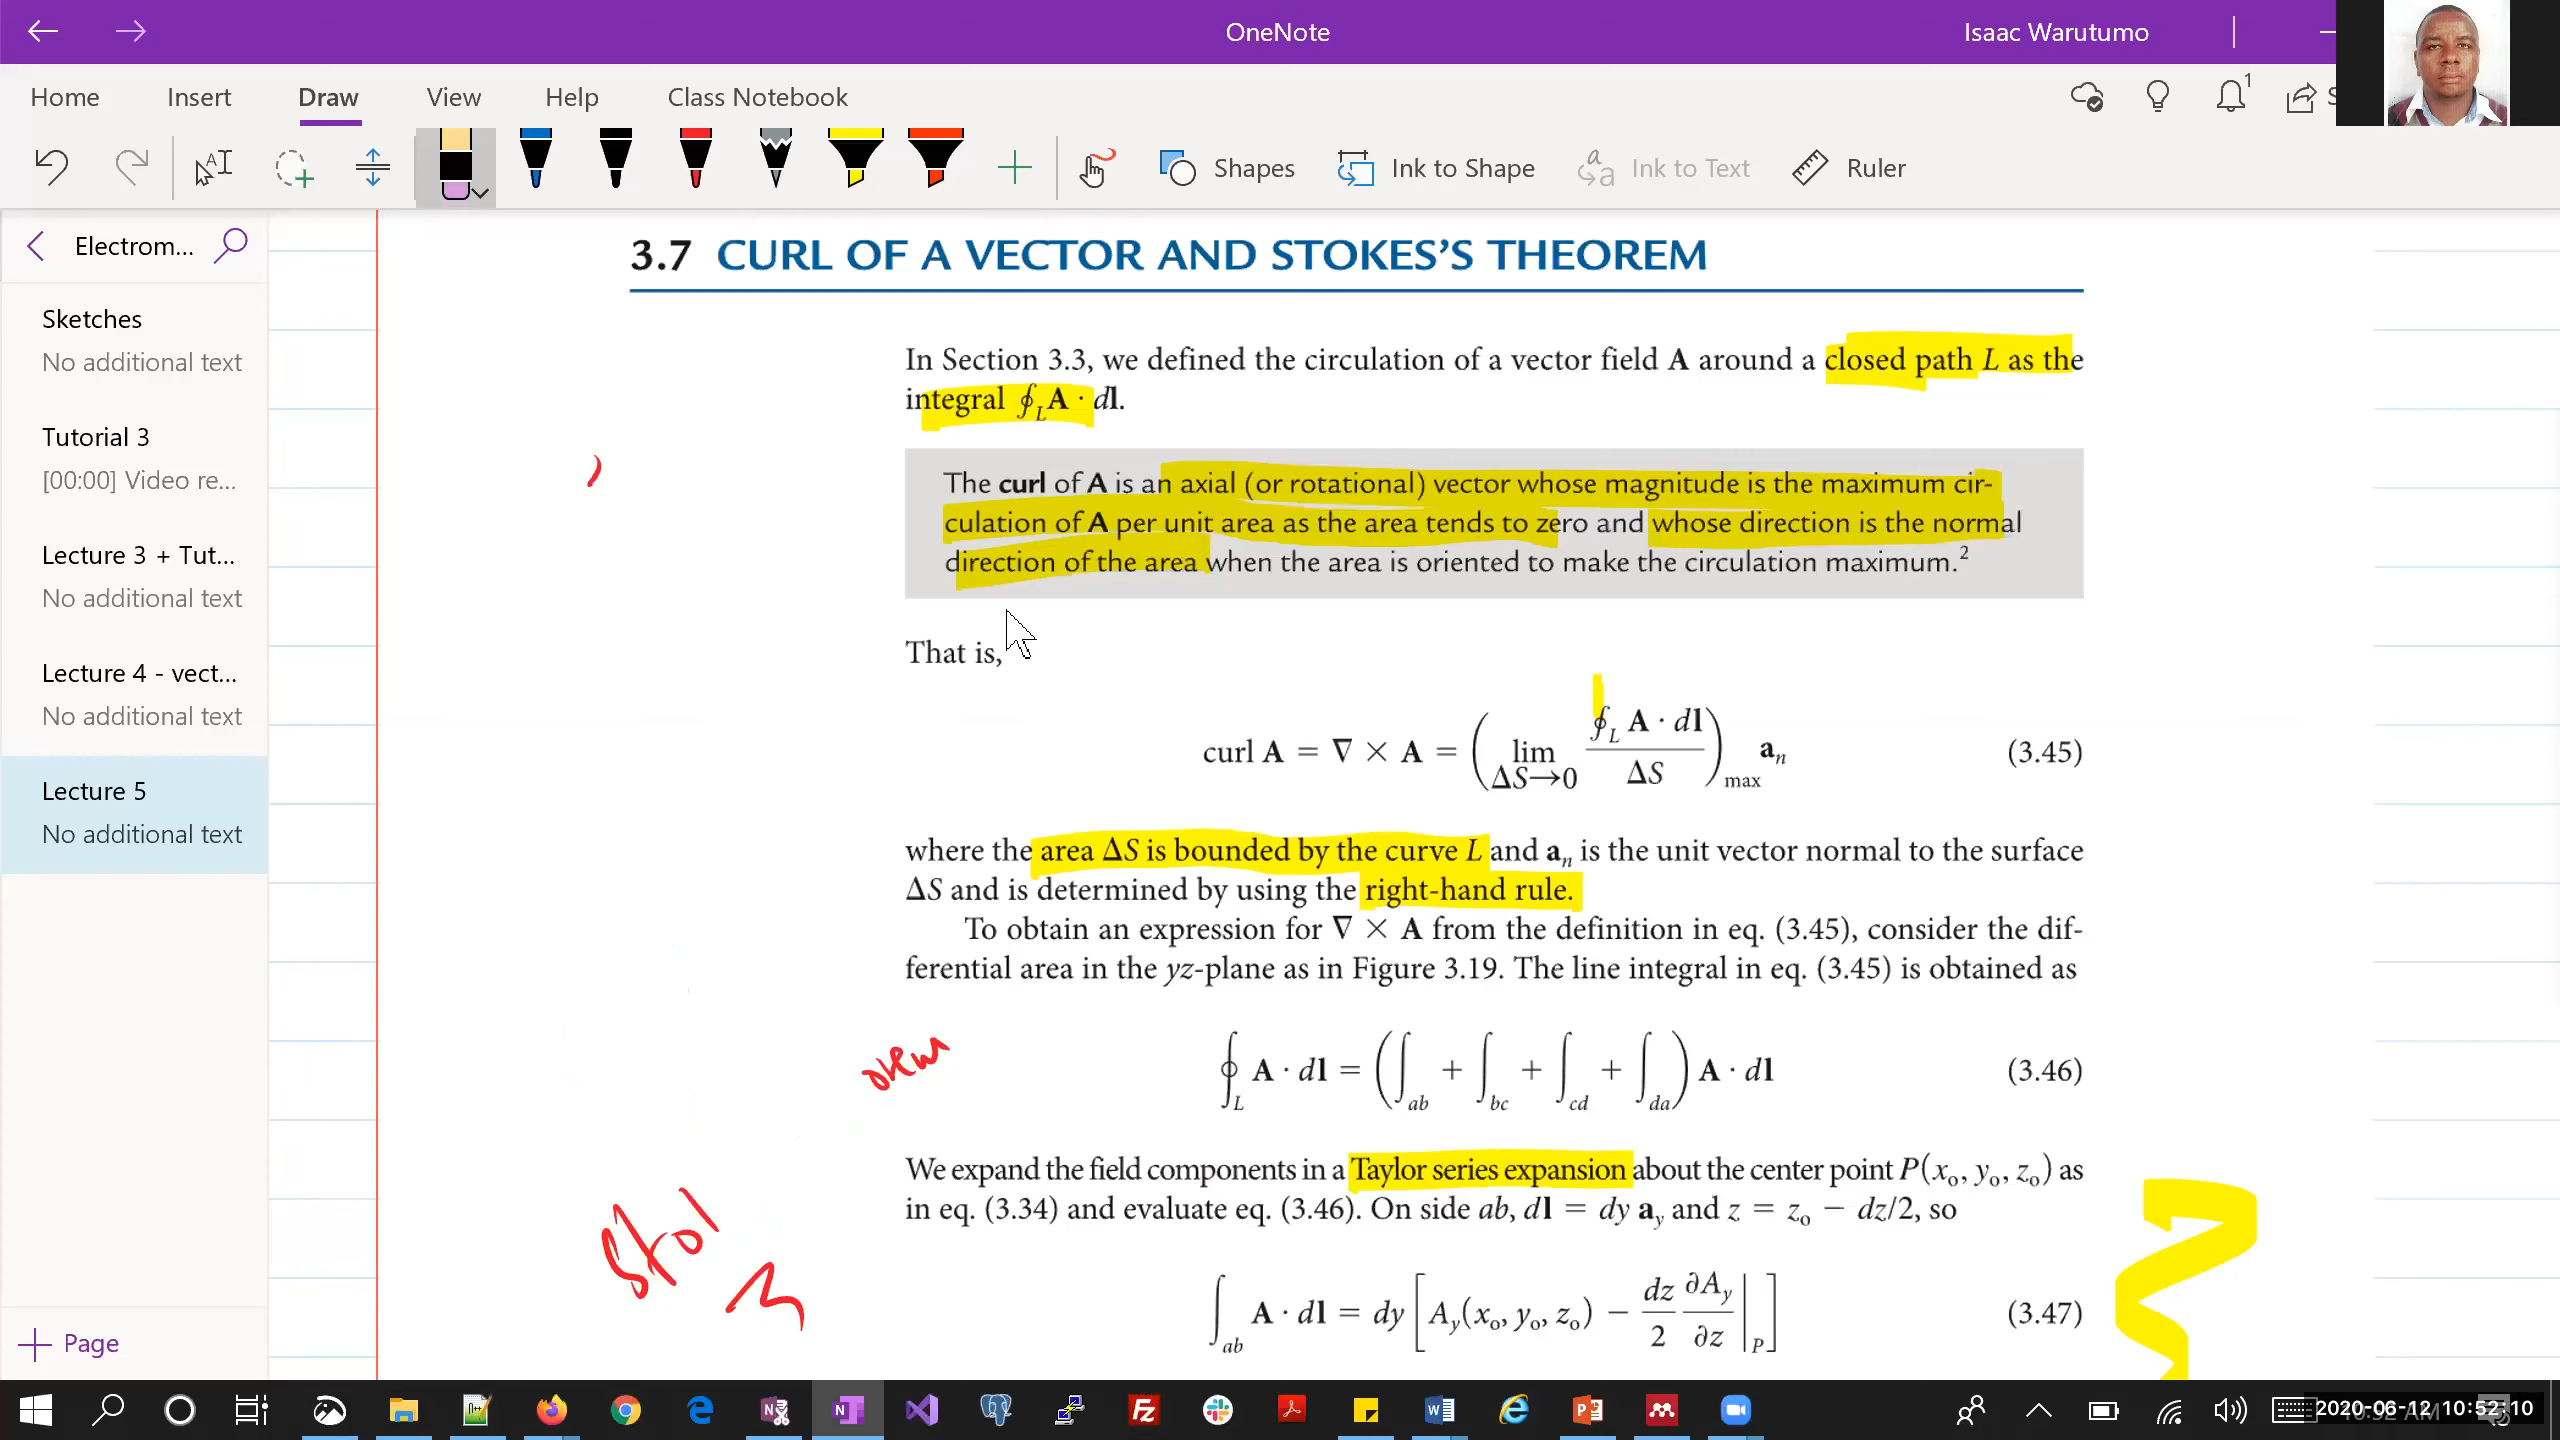 OneNote
Isaac Warutumo
Home Insert Draw View Help Class Notebook
Shapes Ink to Shape Ink to Text Ruler
Electrom...
Sketches
No additional text
Tutorial 3
[00:00] Video re...
Lecture 3 + Tut...
No additional text
Lecture 4 - vect...
No additional text
Lecture 5
No additional text
Page
3.7 CURL OF A VECTOR AND STOKES'S THEOREM
In Section 3.3, we defined the circulation of a vector field A around a closed path L as the
integral ∮_L A · dl.
The curl of A is an axial (or rotational) vector whose magnitude is the maximum cir-
culation of A per unit area as the area tends to zero and whose direction is the normal
direction of the area when the area is oriented to make the circulation maximum.²
That is,
curl A = ∇ × A = (lim_{ΔS→0} ∮_L A · dl / ΔS)_max a_n (3.45)
where the area ΔS is bounded by the curve L and a_n is the unit vector normal to the surface
ΔS and is determined by using the right-hand rule.
To obtain an expression for ∇ × A from the definition in eq. (3.45), consider the dif-
ferential area in the yz-plane as in Figure 3.19. The line integral in eq. (3.45) is obtained as
∮_L A · dl = (∫_ab + ∫_bc + ∫_cd + ∫_da) A · dl (3.46)
We expand the field components in a Taylor series expansion about the center point P(x_o, y_o, z_o) as
in eq. (3.34) and evaluate eq. (3.46). On side ab, dl = dy a_y and z = z_o − dz/2, so
∫_ab A · dl = dy [A_y(x_o, y_o, z_o) − dz/2 ∂A_y/∂z |_P] (3.47)
2020-06-12 10:52:10